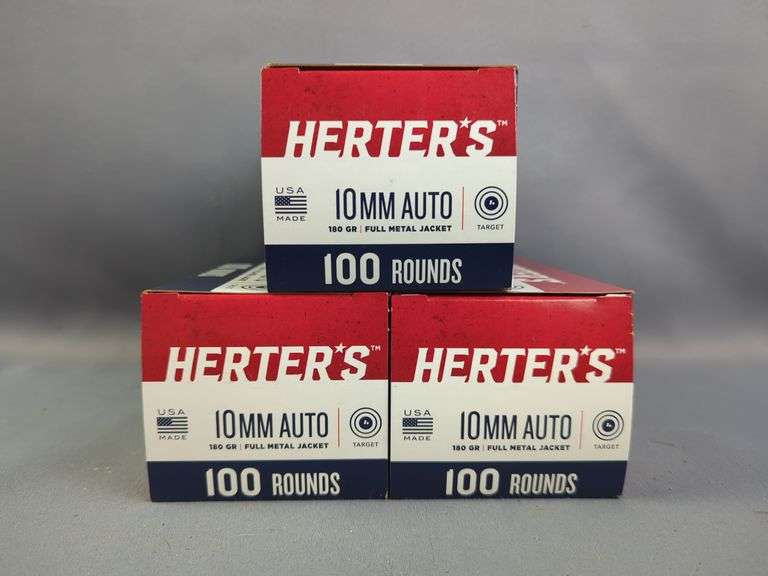 HERTER'S™
USA
MADE
10MM AUTO
180 GR | FULL METAL JACKET
TARGET
100 ROUNDS
HERTER'S™
USA
MADE
10MM AUTO
180 GR | FULL METAL JACKET
TARGET
100 ROUNDS
HERTER'S™
USA
MADE
10MM AUTO
180 GR | FULL METAL JACKET
TARGET
100 ROUNDS